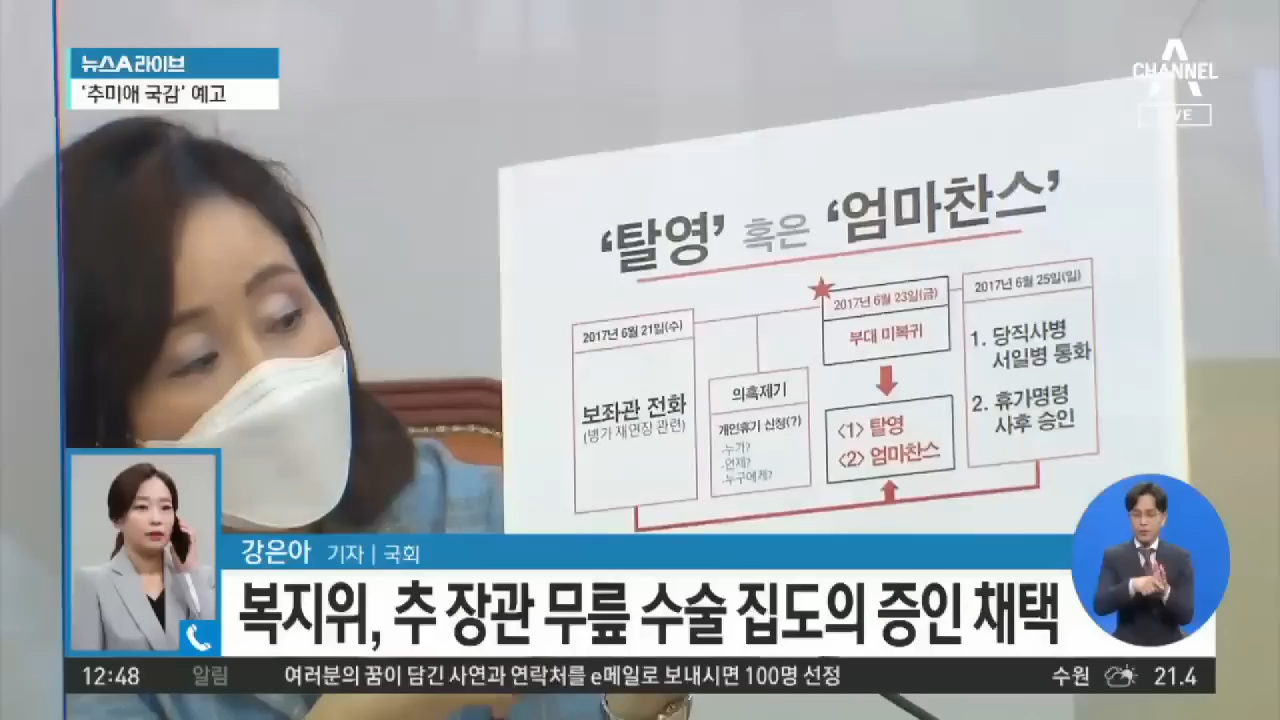 뉴스A라이브
'추미애 국감' 예고
CHANNEL A
LIVE
'탈영' 혹은 '엄마찬스'
2017년 6월 21일(수)
보좌관 전화
(병가 재연장 관련)
의혹제기
개인휴가 신청(?)
-누가?
-언제?
-누구에게?
2017년 6월 23일(금)
부대 미복귀
<1> 탈영
<2> 엄마찬스
2017년 6월 25일(일)
1. 당직사병
서일병 통화
2. 휴가명령
사후 승인
강은아 기자 | 국회
복지위, 추 장관 무릎 수술 집도의 증인 채택
12:48 알림 여러분의 꿈이 담긴 사연과 연락처를 e메일로 보내시면 100명 선정 수원 21.4